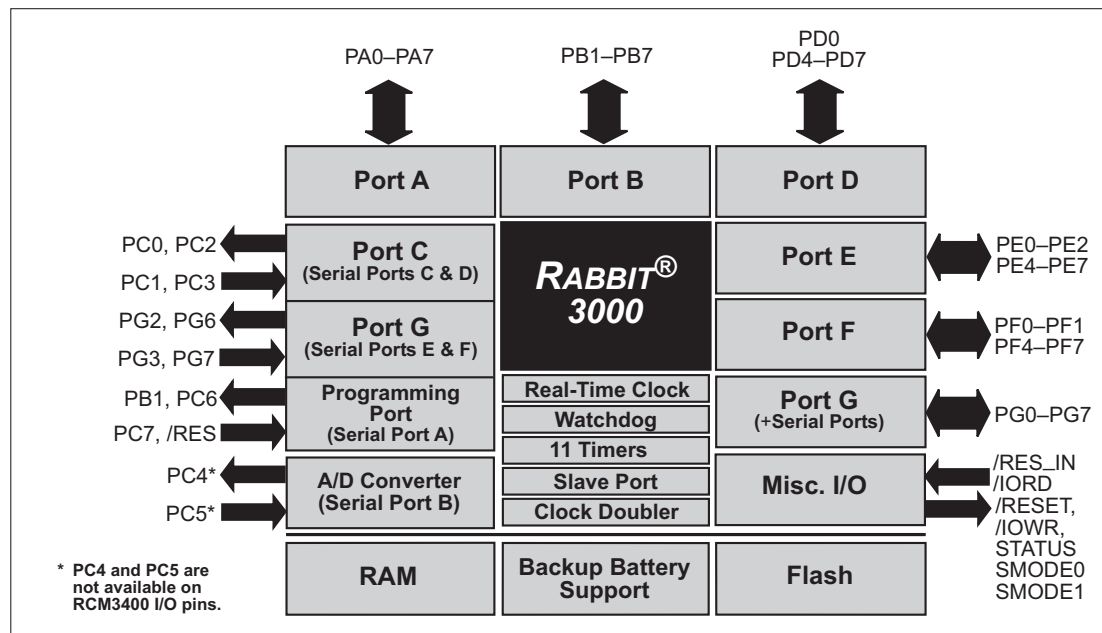 PA0–PA7
PB1–PB7
PD0
PD4–PD7
Port A
Port B
Port D
PC0, PC2
PC1, PC3
Port C
(Serial Ports C & D)
RABBIT®
3000
Port E
PE0–PE2
PE4–PE7
PG2, PG6
PG3, PG7
Port G
(Serial Ports E & F)
Port F
PF0–PF1
PF4–PF7
PB1, PC6
PC7, /RES
Programming
Port
(Serial Port A)
Real-Time Clock
Watchdog
11 Timers
Slave Port
Clock Doubler
Port G
(+Serial Ports)
PG0–PG7
PC4*
PC5*
A/D Converter
(Serial Port B)
Misc. I/O
/RES_IN
/IORD
/RESET,
/IOWR,
STATUS
SMODE0
SMODE1
* PC4 and PC5 are
not available on
RCM3400 I/O pins.
RAM
Backup Battery
Support
Flash